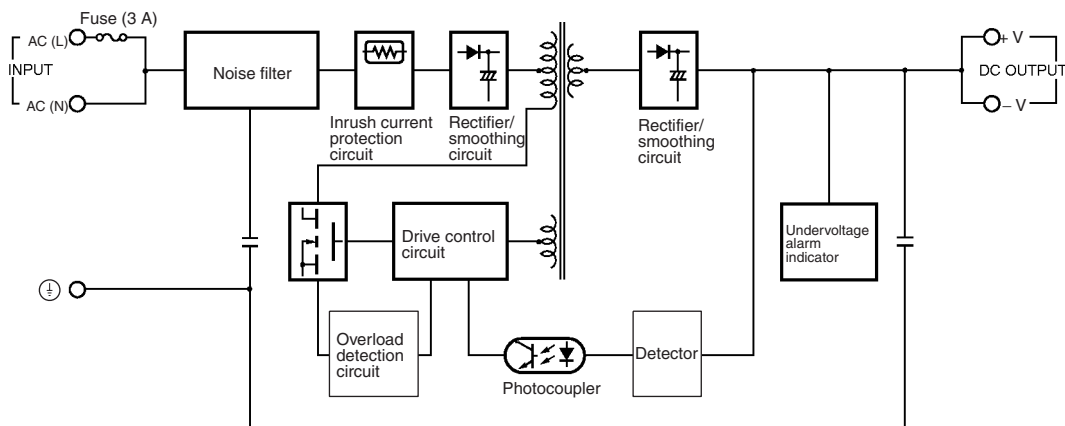 Fuse (3 A)
AC (L)
INPUT
AC (N)
Noise filter
Inrush current
protection
circuit
Rectifier/
smoothing
circuit
Rectifier/
smoothing
circuit
+ V
DC OUTPUT
– V
Drive control
circuit
Undervoltage
alarm
indicator
Overload
detection
circuit
Photocoupler
Detector